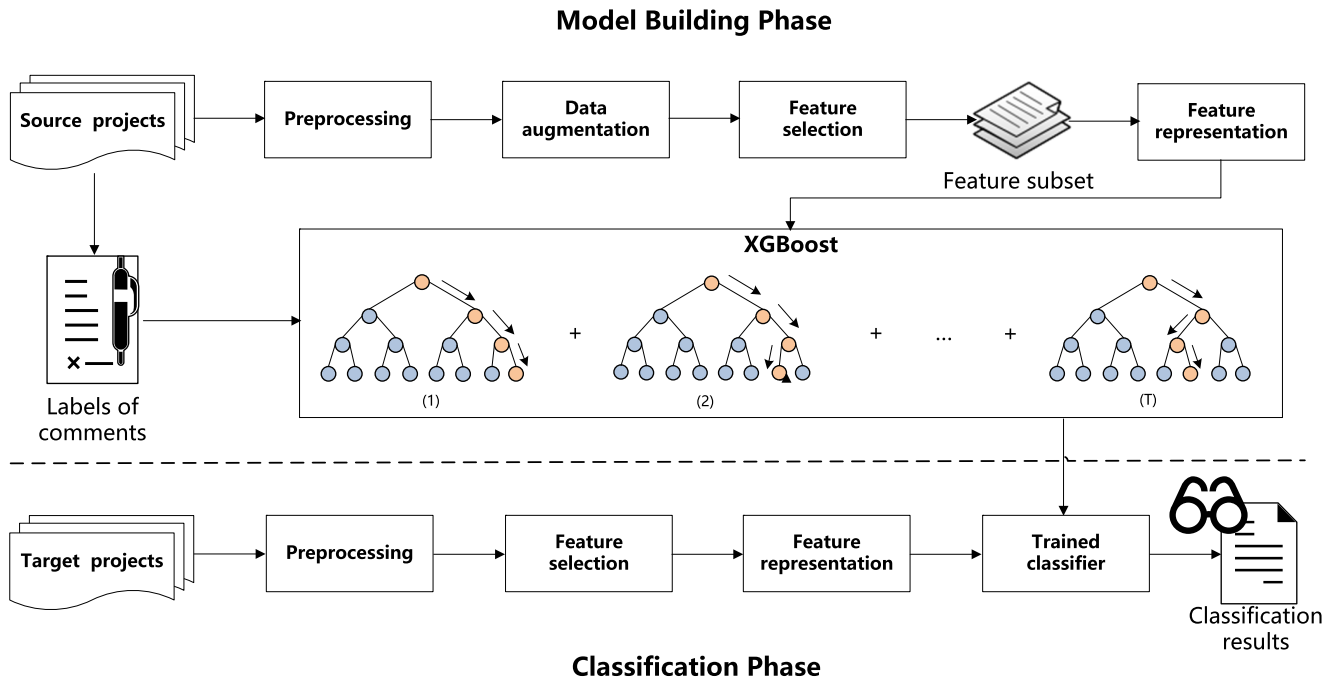 Model Building Phase
Source projects
Preprocessing
Data
augmentation
Feature
selection
Feature subset
Feature
representation
Labels of
comments
XGBoost
+
+
...
+
(1)
(2)
(T)
Target projects
Preprocessing
Feature
selection
Feature
representation
Trained
classifier
Classification
results
Classification Phase